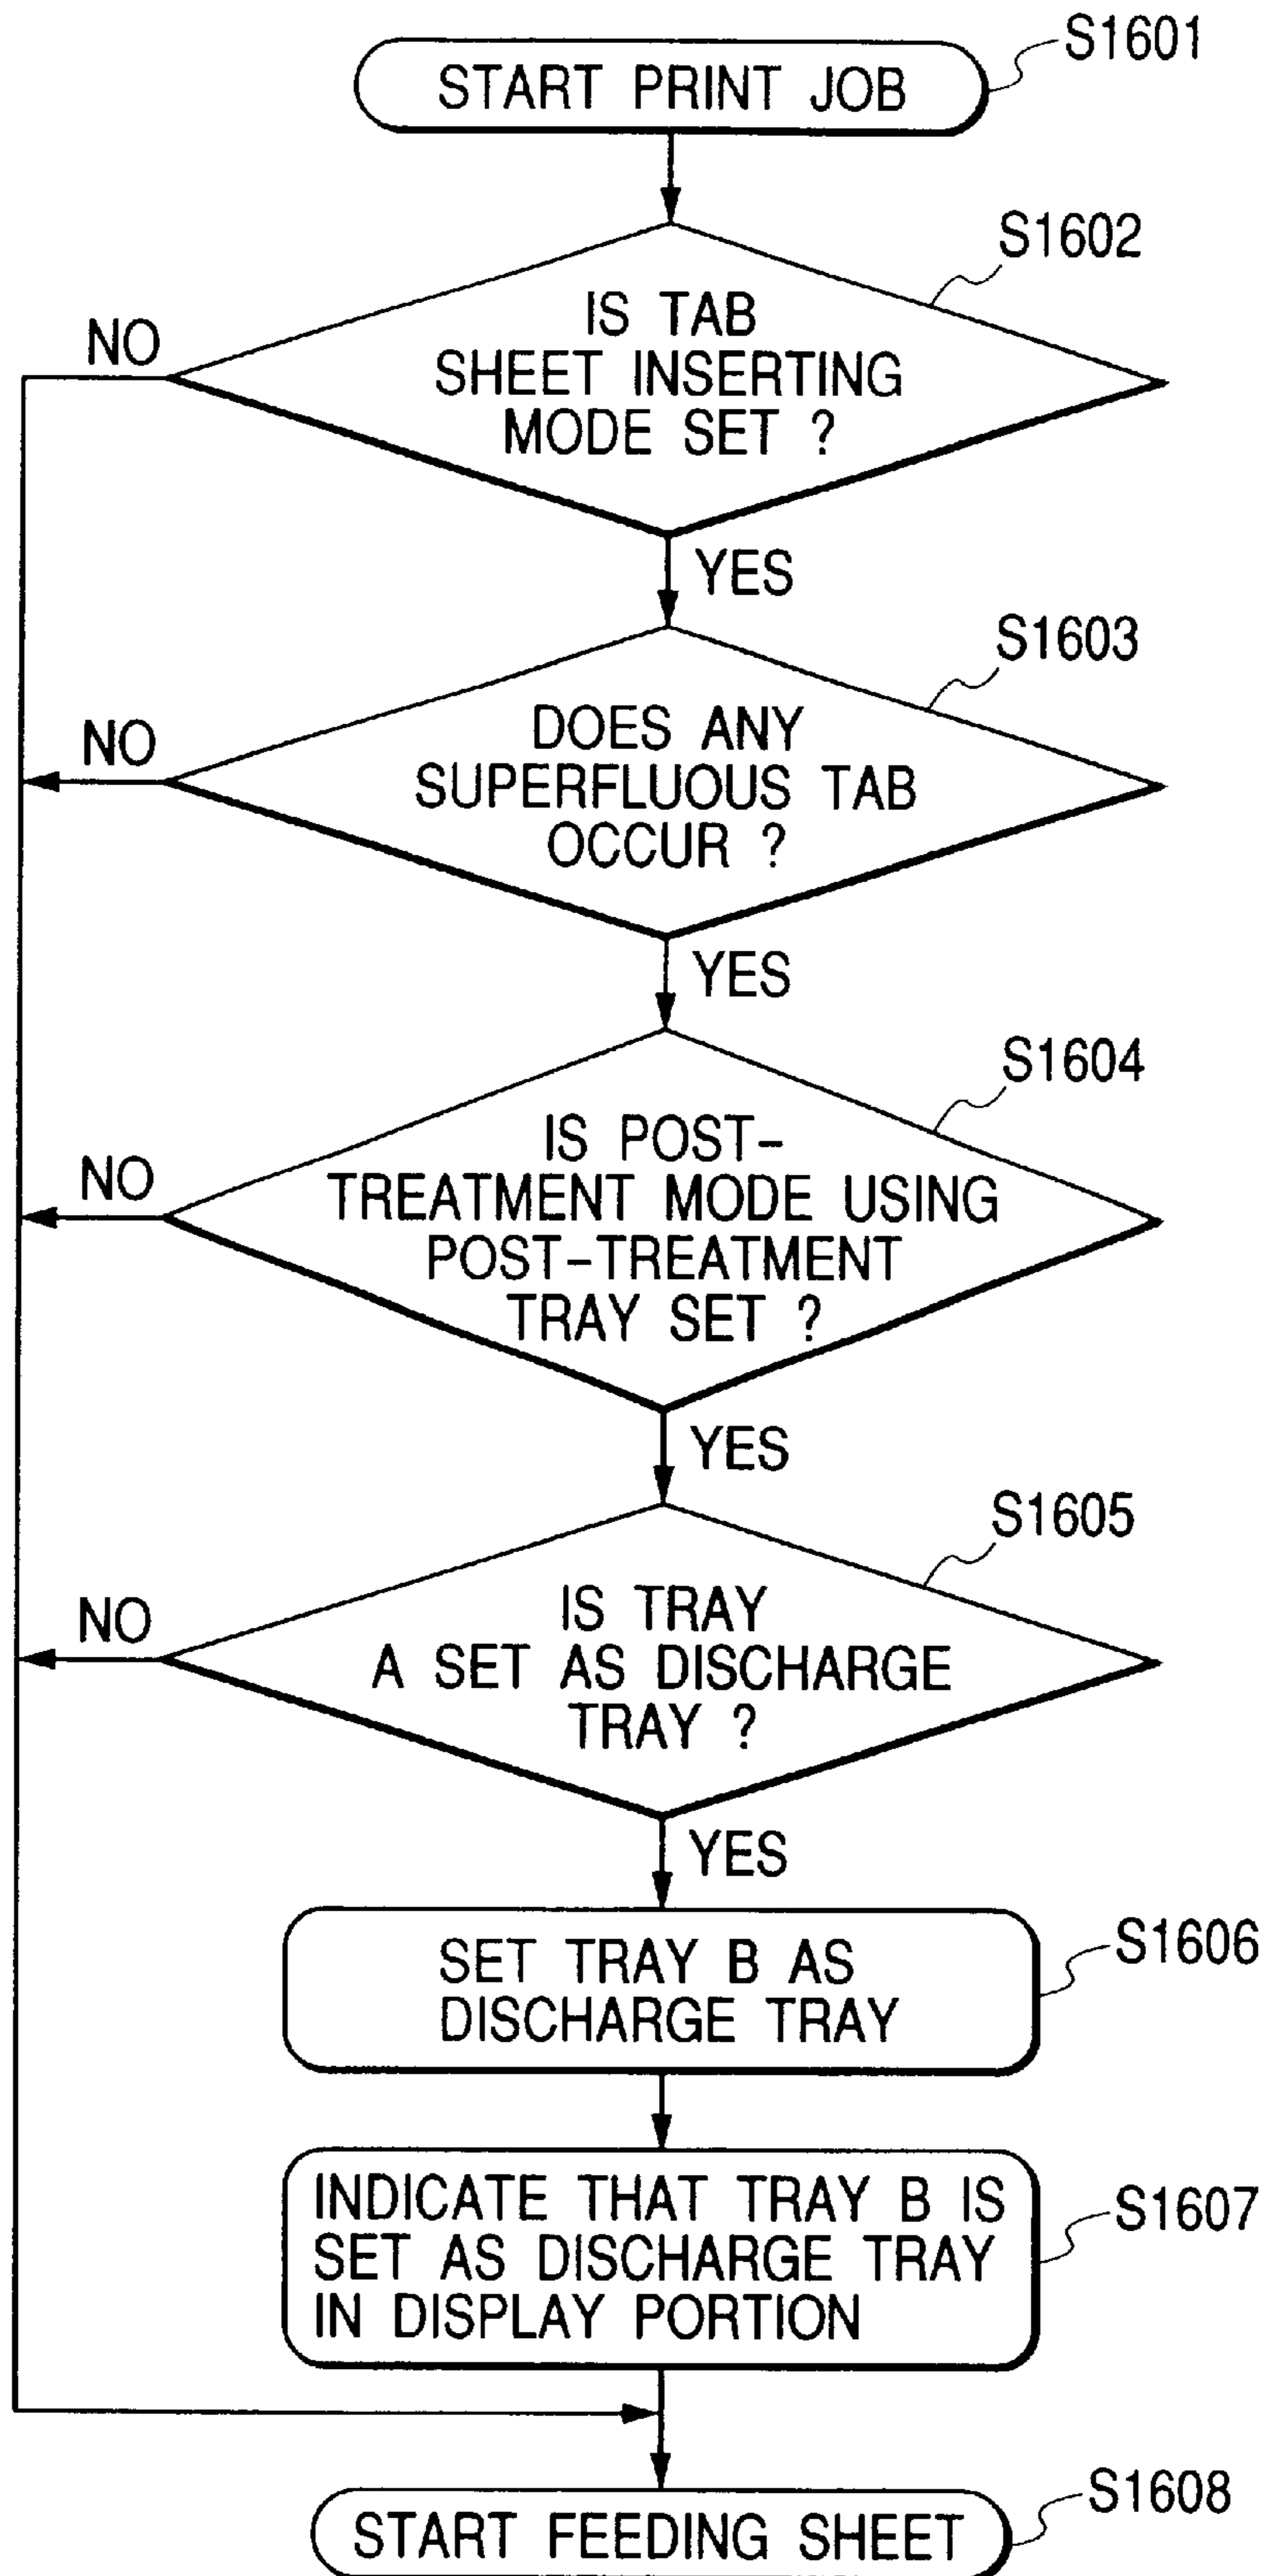 START PRINT JOB
S1601
S1602
IS TAB
SHEET INSERTING
MODE SET ?
NO
YES
S1603
DOES ANY
SUPERFLUOUS TAB
OCCUR ?
NO
YES
S1604
IS POST-
TREATMENT MODE USING
POST-TREATMENT
TRAY SET ?
NO
YES
S1605
IS TRAY
A SET AS DISCHARGE
TRAY ?
NO
YES
SET TRAY B AS
DISCHARGE TRAY
S1606
INDICATE THAT TRAY B IS
SET AS DISCHARGE TRAY
IN DISPLAY PORTION
S1607
START FEEDING SHEET
S1608